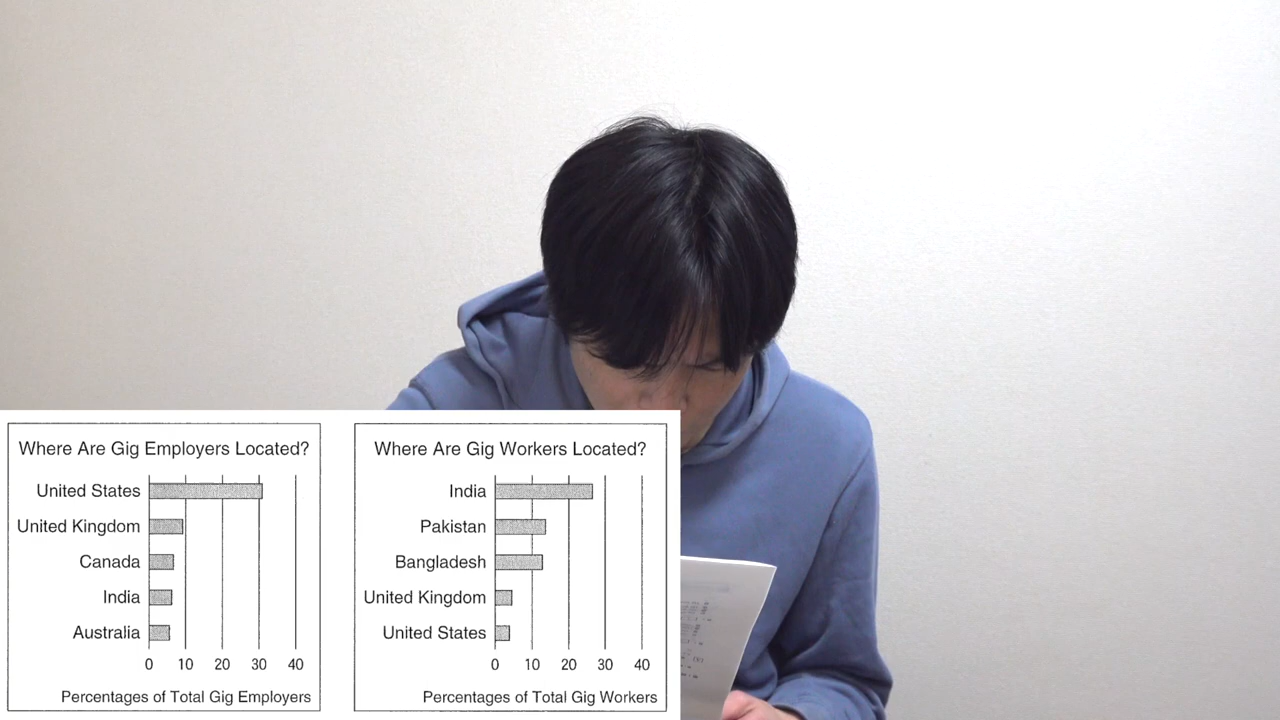 Where Are Gig Employers Located?
United States
United Kingdom
Canada
India
Australia
0 10 20 30 40
Percentages of Total Gig Employers
Where Are Gig Workers Located?
India
Pakistan
Bangladesh
United Kingdom
United States
0 10 20 30 40
Percentages of Total Gig Workers